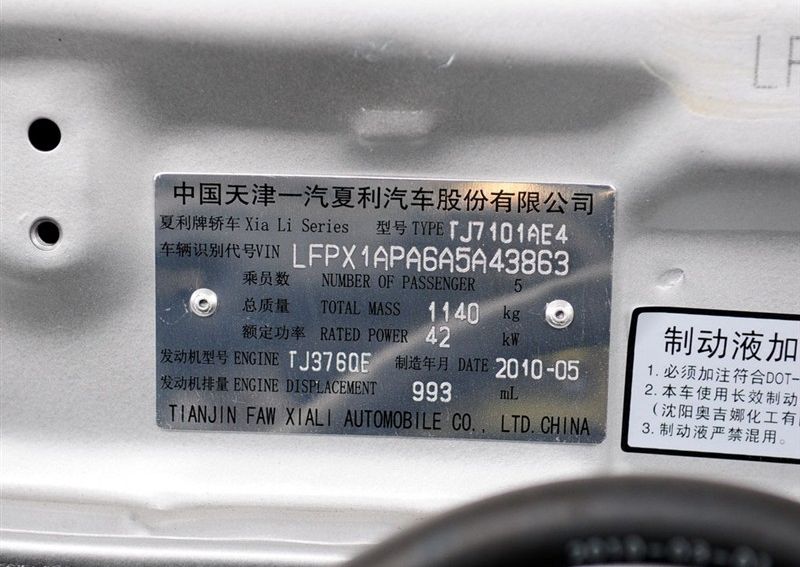 LF
中国天津一汽夏利汽车股份有限公司
夏利牌轿车 Xia Li Series 型号 TYPE TJ7101AE4
车辆识别代号VIN LFPX1APA6A5A43863
乘员数 NUMBER OF PASSENGER 5
总质量 TOTAL MASS 1140 kg
额定功率 RATED POWER 42 kW
发动机型号 ENGINE TJ376QE 制造年月 DATE 2010-05
发动机排量 ENGINE DISPLACEMENT 993 mL
TIANJIN FAW XIALI AUTOMOBILE CO., LTD.CHINA
制动液加
1. 必须加注符合DOT-
2. 本车使用长效制动
（沈阳奥吉娜化工有
3. 制动液严禁混用。